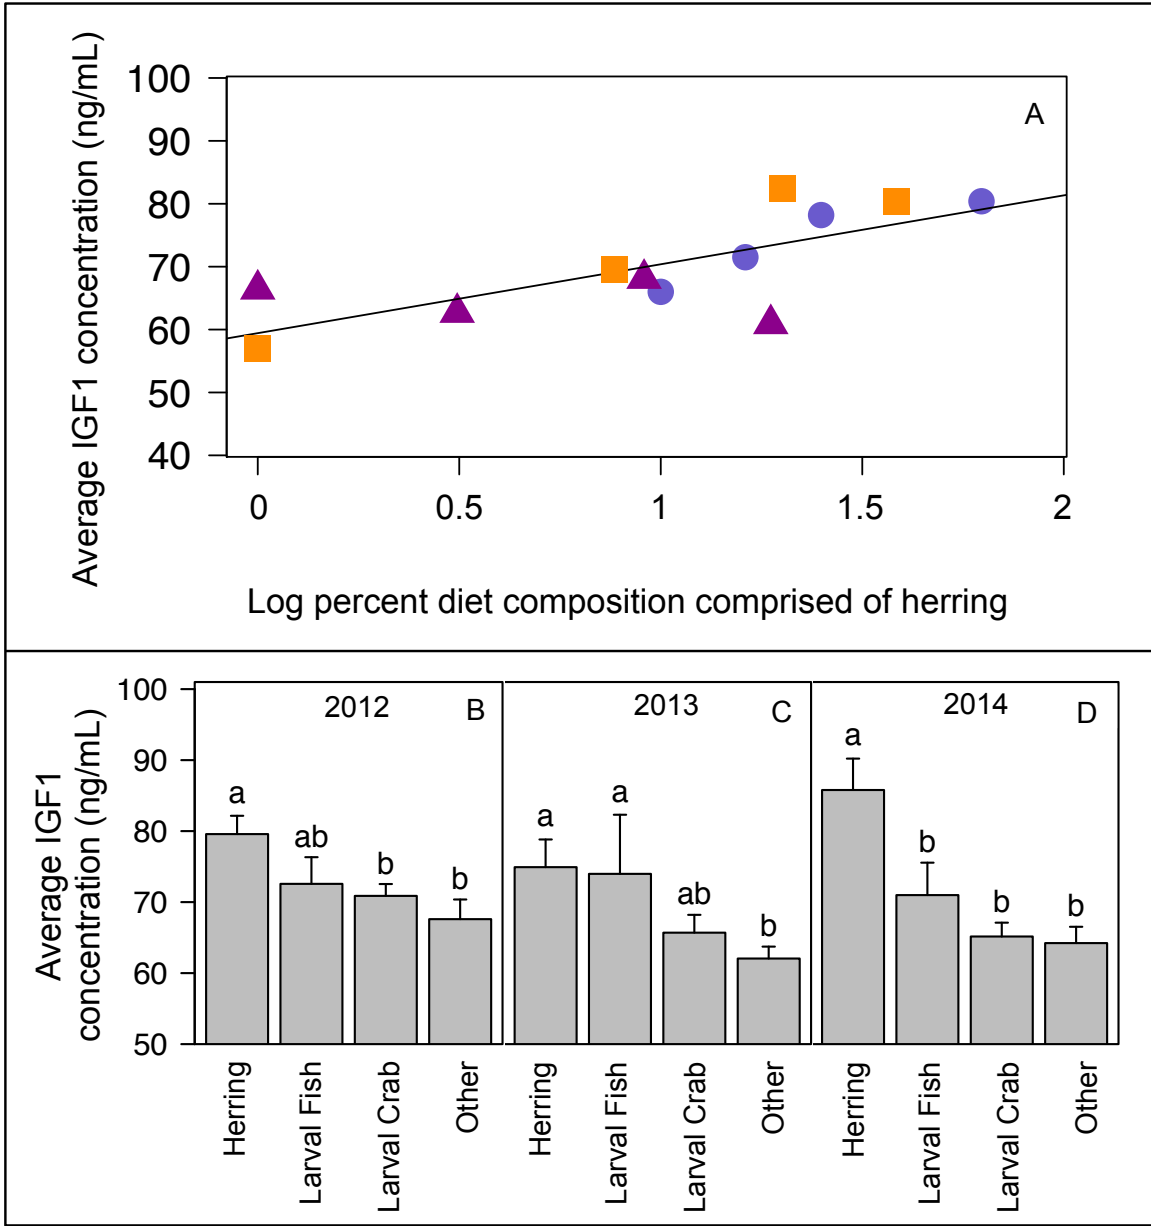 Average IGF1 concentration (ng/mL)
100
90
80
70
60
50
40
A
0
0.5
1
1.5
2
Log percent diet composition comprised of herring
Average IGF1
concentration (ng/mL)
100
90
80
70
60
50
2012
B
a
ab
b
b
Herring
Larval Fish
Larval Crab
Other
2013
C
a
a
ab
b
Herring
Larval Fish
Larval Crab
Other
2014
D
a
b
b
b
Herring
Larval Fish
Larval Crab
Other